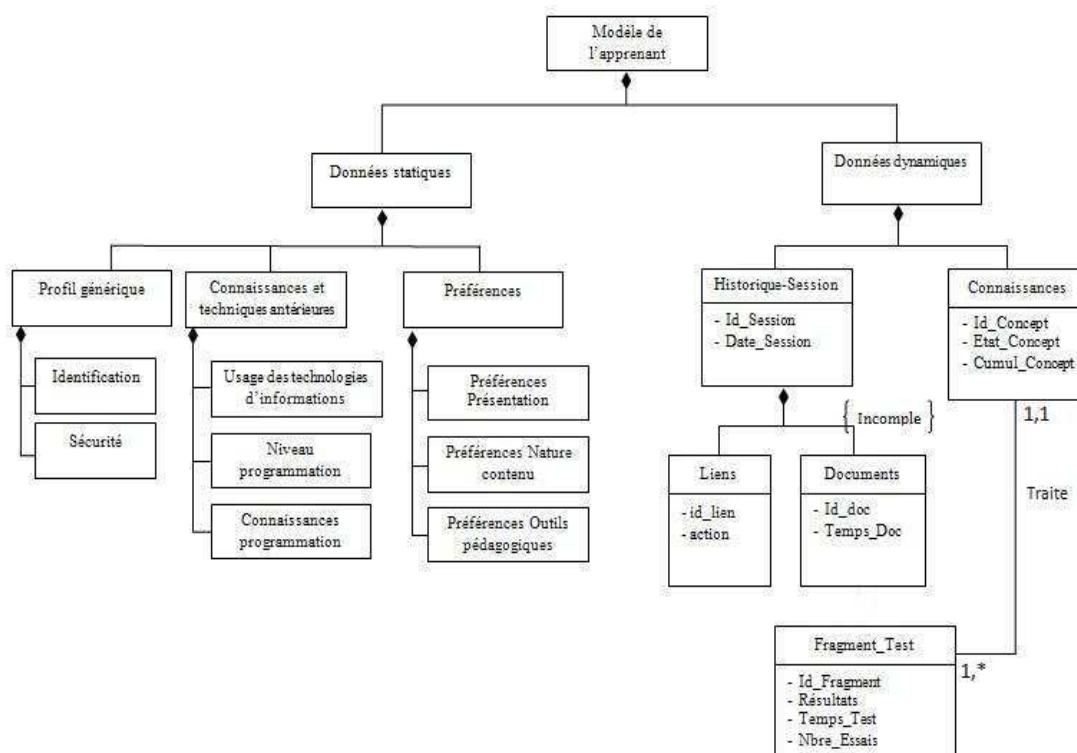 Modèle de
l'apprenant
Données statiques
Données dynamiques
Profil générique
Connaissances et
techniques antérieures
Préférences
Historique-Session
- Id_Session
- Date_Session
Connaissances
- Id_Concept
- Etat_Concept
- Cumul_Concept
Identification
Sécurité
Usage des technologies
d'informations
Niveau
programmation
Connaissances
programmation
Préférences
Présentation
Préférences Nature
contenu
Préférences Outils
pédagogiques
{ Incomple }
1,1
Liens
- id_lien
- action
Documents
- Id_doc
- Temps_Doc
Traite
Fragment_Test
- Id_Fragment
- Résultats
- Temps_Test
- Nbre_Essais
1,*